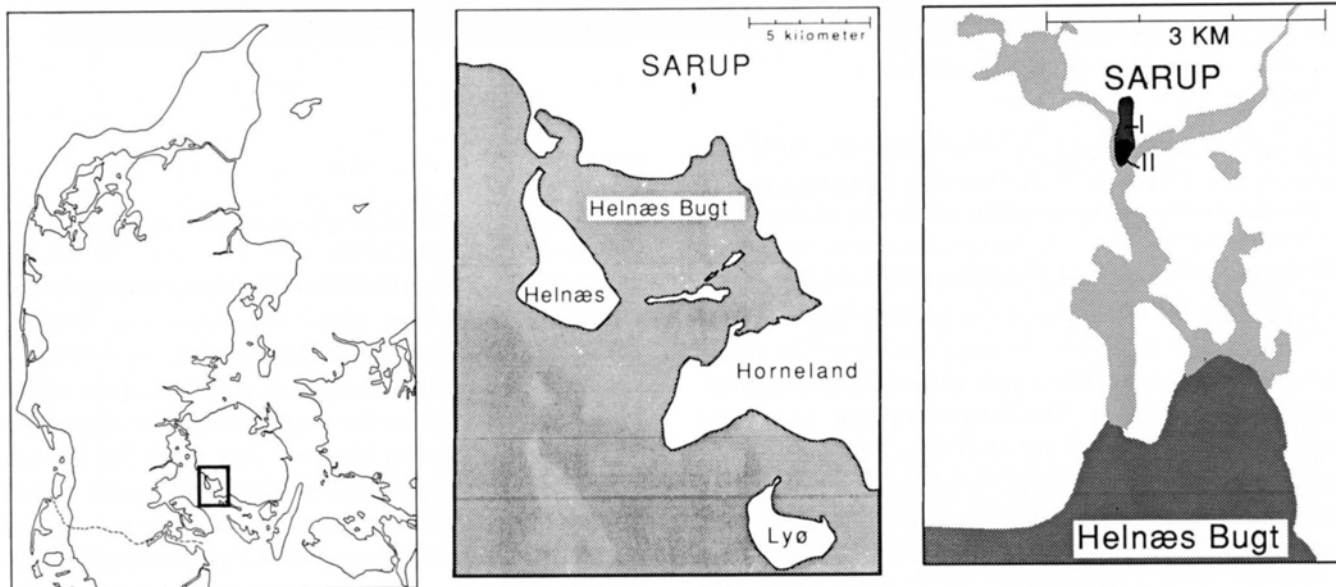 5 kilometer
SARUP
Helnæs Bugt
Helnæs
Horneland
Lyø
3 KM
SARUP
I
II
Helnæs Bugt